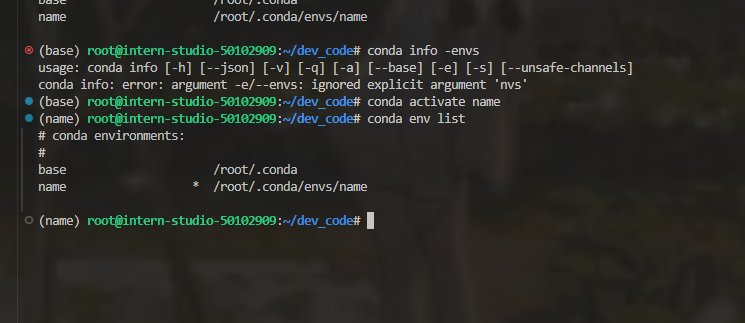 base                     /root/.conda
name                     /root/.conda/envs/name
(base) root@intern-studio-50102909:~/dev_code# conda info -envs
usage: conda info [-h] [--json] [-v] [-q] [-a] [--base] [-e] [-s] [--unsafe-channels]
conda info: error: argument -e/--envs: ignored explicit argument 'nvs'
(base) root@intern-studio-50102909:~/dev_code# conda activate name
(name) root@intern-studio-50102909:~/dev_code# conda env list
# conda environments:
#
base                     /root/.conda
name                  *  /root/.conda/envs/name
(name) root@intern-studio-50102909:~/dev_code#